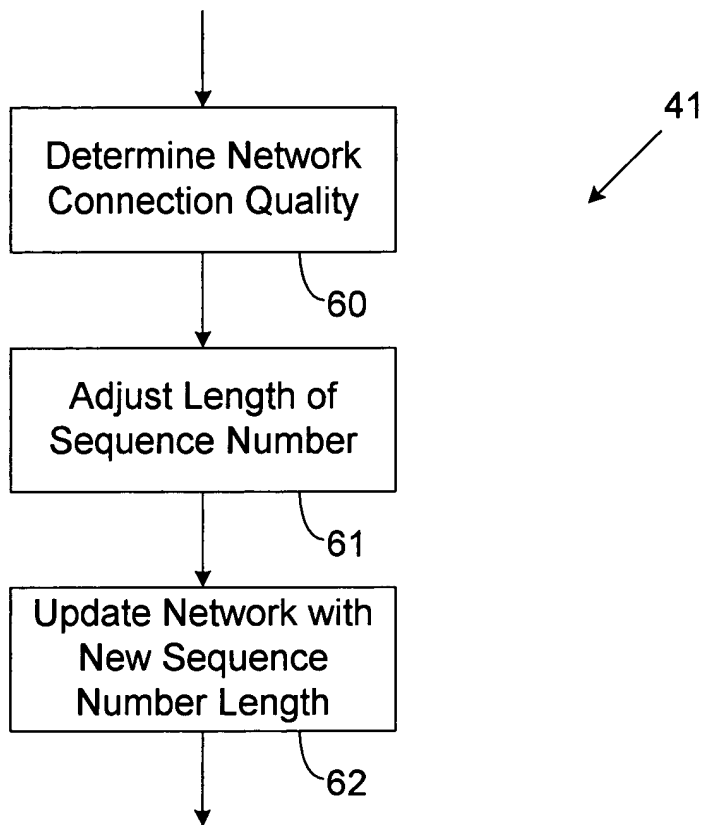 41
Determine Network
Connection Quality
60
Adjust Length of
Sequence Number
61
Update Network with
New Sequence
Number Length
62